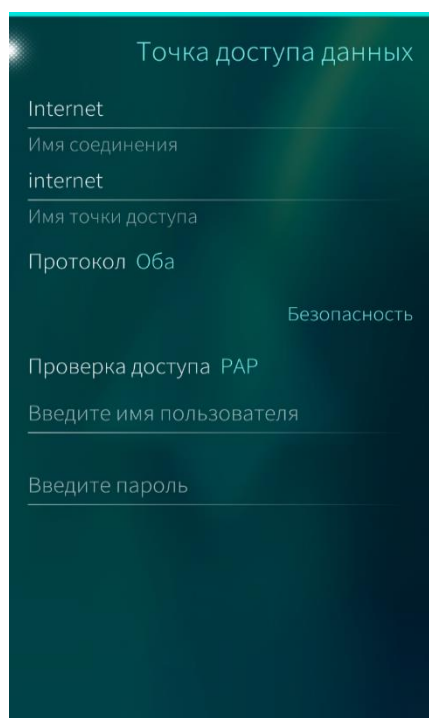 Точка доступа данных
Internet
Имя соединения
internet
Имя точки доступа
Протокол Оба
Безопасность
Проверка доступа PAP
Введите имя пользователя
Введите пароль